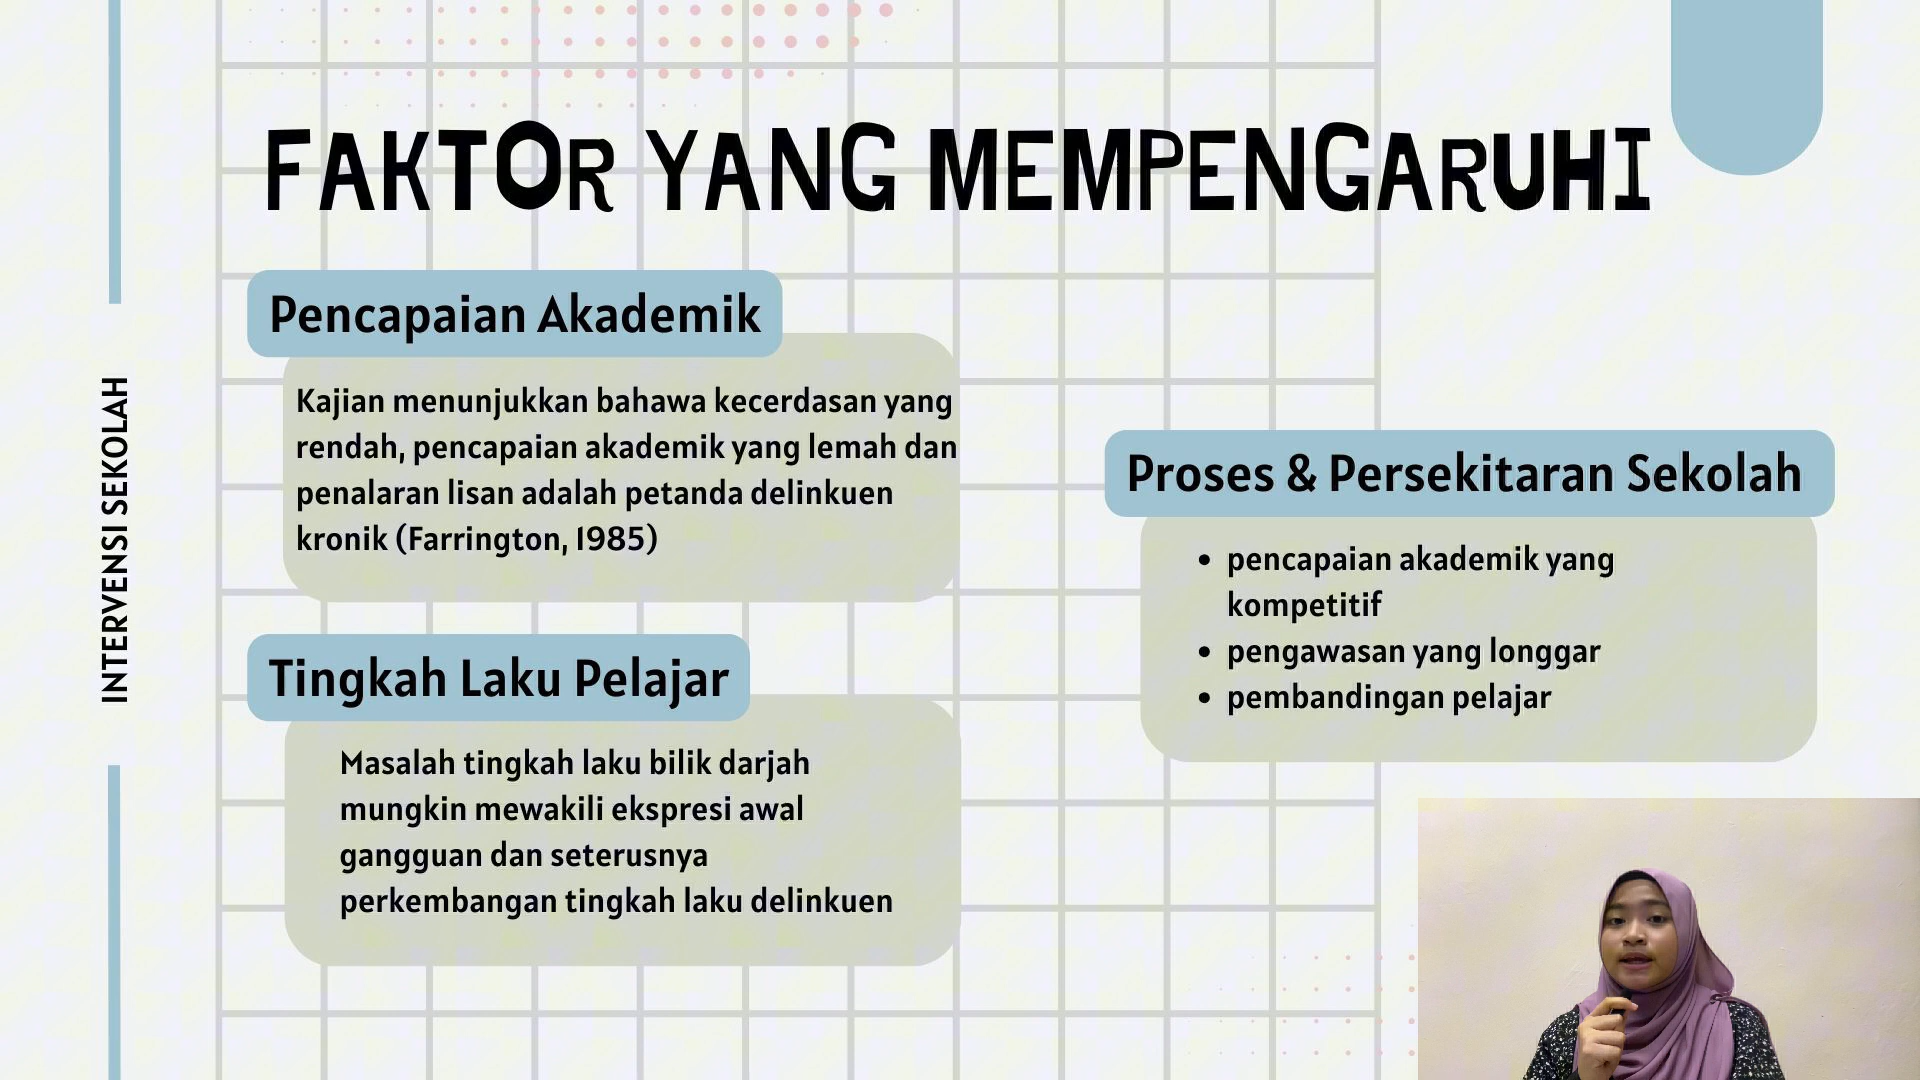 FAKTOR YANG MEMPENGARUHI
INTERVENSI SEKOLAH
Pencapaian Akademik
Kajian menunjukkan bahawa kecerdasan yang
rendah, pencapaian akademik yang lemah dan
penalaran lisan adalah petanda delinkuen
kronik (Farrington, 1985)
Tingkah Laku Pelajar
Masalah tingkah laku bilik darjah
mungkin mewakili ekspresi awal
gangguan dan seterusnya
perkembangan tingkah laku delinkuen
Proses & Persekitaran Sekolah
• pencapaian akademik yang
kompetitif
• pengawasan yang longgar
• pembandingan pelajar